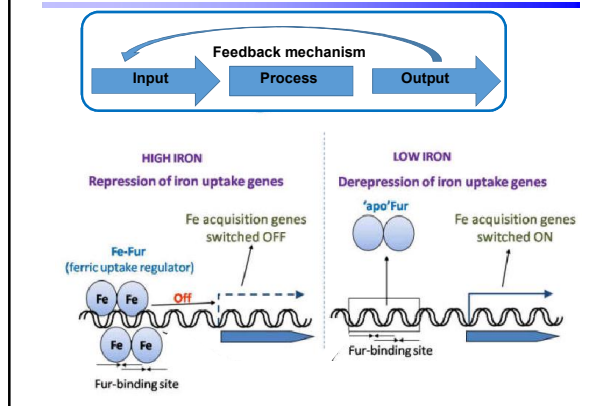 Feedback mechanism
Input
Process
Output
HIGH IRON
Repression of iron uptake genes
Fe acquisition genes
switched OFF
Fe-Fur
(ferric uptake regulator)
Off
Fe Fe
Fe Fe
Fur-binding site
LOW IRON
Derepression of iron uptake genes
'apo'Fur
Fe acquisition genes
switched ON
Fur-binding site